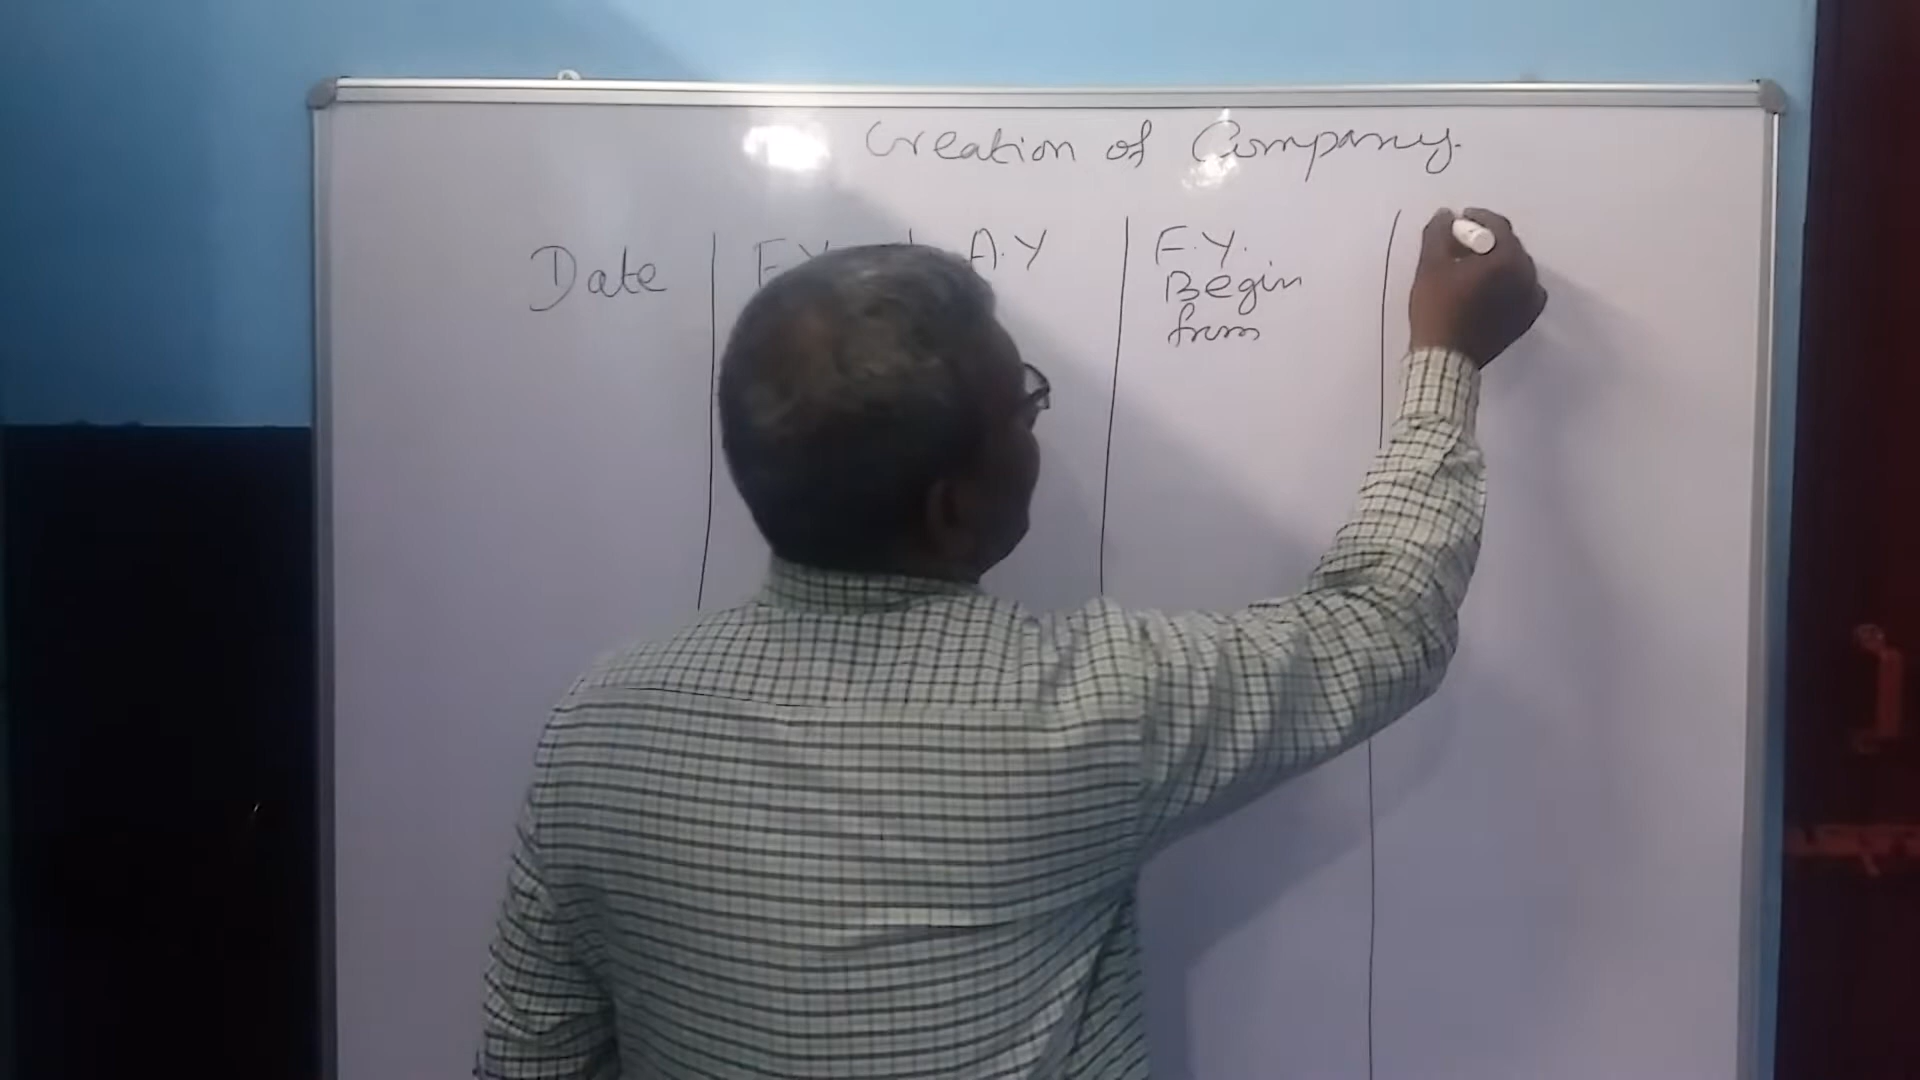 Creation of Company.
Date
F.Y
A.Y
F.Y.
Begin
from